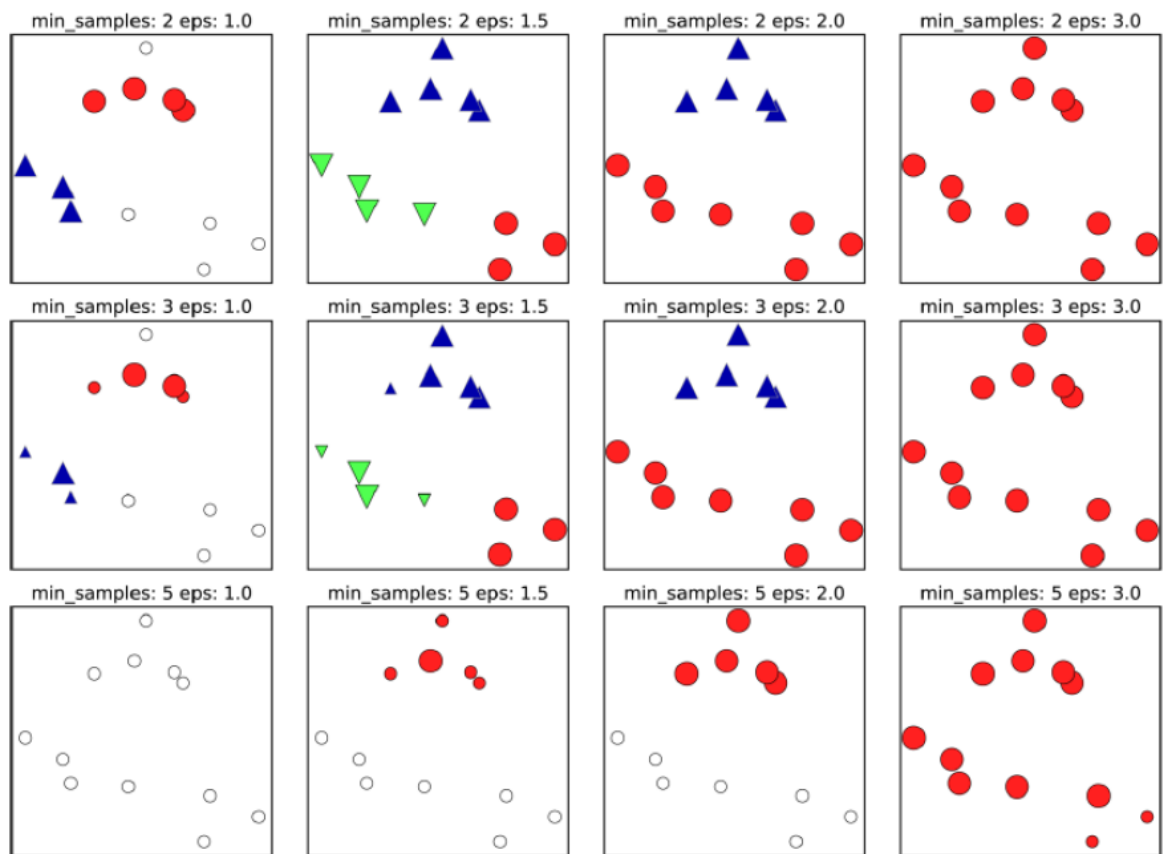 min_samples: 2 eps: 1.0
min_samples: 2 eps: 1.5
min_samples: 2 eps: 2.0
min_samples: 2 eps: 3.0
min_samples: 3 eps: 1.0
min_samples: 3 eps: 1.5
min_samples: 3 eps: 2.0
min_samples: 3 eps: 3.0
min_samples: 5 eps: 1.0
min_samples: 5 eps: 1.5
min_samples: 5 eps: 2.0
min_samples: 5 eps: 3.0